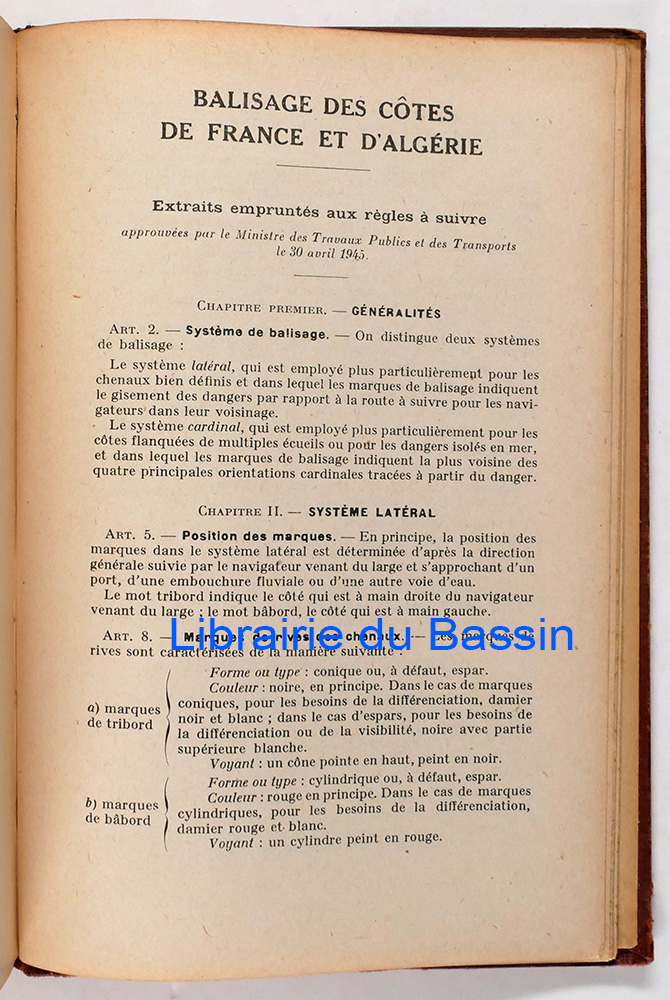 BALISAGE DES CÔTES
DE FRANCE ET D'ALGÉRIE
Extraits empruntés aux règles à suivre
approuvées par le Ministre des Travaux Publics et des Transports
le 30 avril 1945.
CHAPITRE PREMIER. — GÉNÉRALITÉS
ART. 2. — Système de balisage. — On distingue deux systèmes
de balisage :
Le système latéral, qui est employé plus particulièrement pour les
chenaux bien définis et dans lequel les marques de balisage indiquent
le gisement des dangers par rapport à la route à suivre pour les navi-
gateurs dans leur voisinage.
Le système cardinal, qui est employé plus particulièrement pour les
côtes flanquées de multiples écueils ou pour les dangers isolés en mer,
et dans lequel les marques de balisage indiquent la plus voisine des
quatre principales orientations cardinales tracées à partir du danger.
CHAPITRE II. — SYSTÈME LATÉRAL
ART. 5. — Position des marques. — En principe, la position des
marques dans le système latéral est déterminée d'après la direction
générale suivie par le navigateur venant du large et s'approchant d'un
port, d'une embouchure fluviale ou d'une autre voie d'eau.
Le mot tribord indique le côté qui est à main droite du navigateur
venant du large ; le mot bâbord, le côté qui est à main gauche.
ART. 8. — Marques de rives des chenaux. — Les marques de
Librairie du Bassin
rives sont caractérisées de la manière suivante :
a) marques
de tribord
Forme ou type : conique ou, à défaut, espar.
Couleur : noire, en principe. Dans le cas de marques
coniques, pour les besoins de la différenciation, damier
noir et blanc ; dans le cas d'espars, pour les besoins de
la différenciation ou de la visibilité, noire avec partie
supérieure blanche.
Voyant : un cône pointe en haut, peint en noir.
b) marques
de bâbord
Forme ou type : cylindrique ou, à défaut, espar.
Couleur : rouge en principe. Dans le cas de marques
cylindriques, pour les besoins de la différenciation,
damier rouge et blanc.
Voyant : un cylindre peint en rouge.